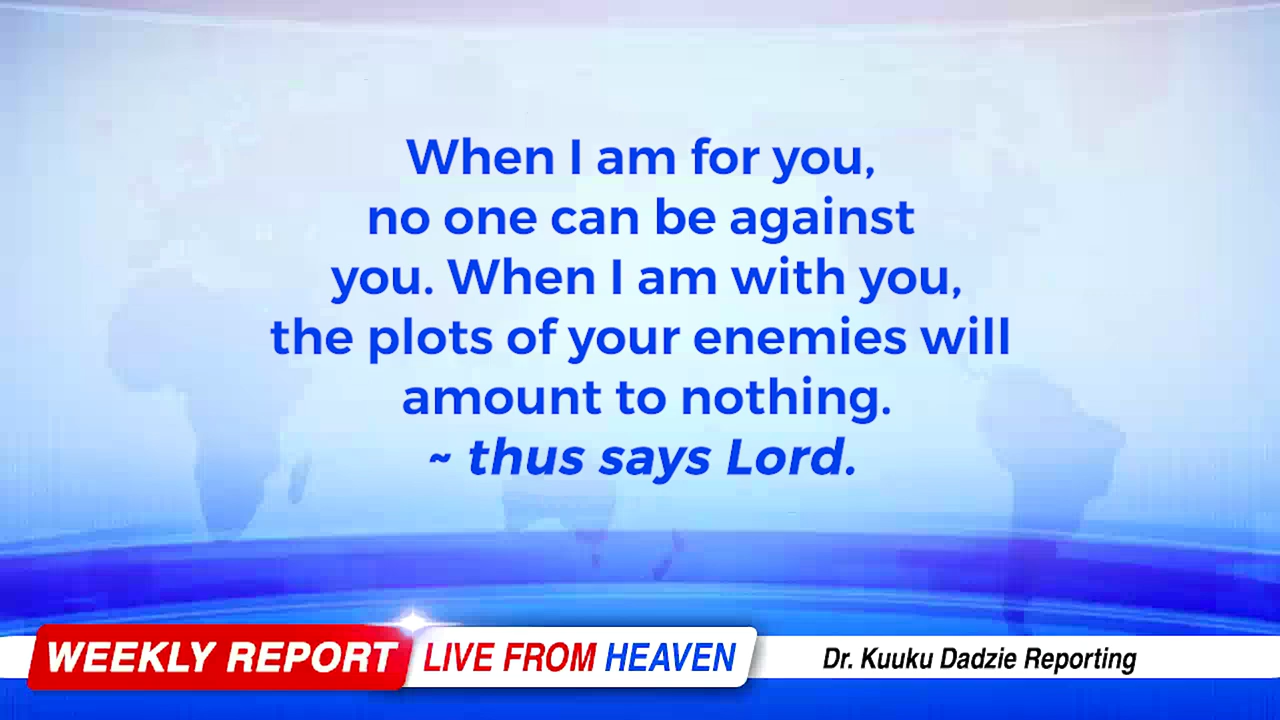 When I am for you,
no one can be against
you. When I am with you,
the plots of your enemies will
amount to nothing.
~ thus says Lord.
WEEKLY REPORT LIVE FROM HEAVEN Dr. Kuuku Dadzie Reporting